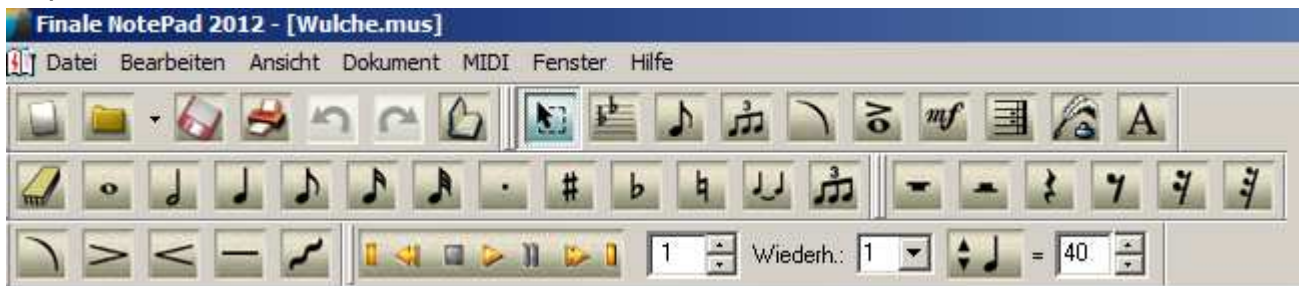 Finale NotePad 2012 - [Wulche.mus]
Datei Bearbeiten Ansicht Dokument MIDI Fenster Hilfe
3 mf A
3
1 Wiederh.: 1 = 40